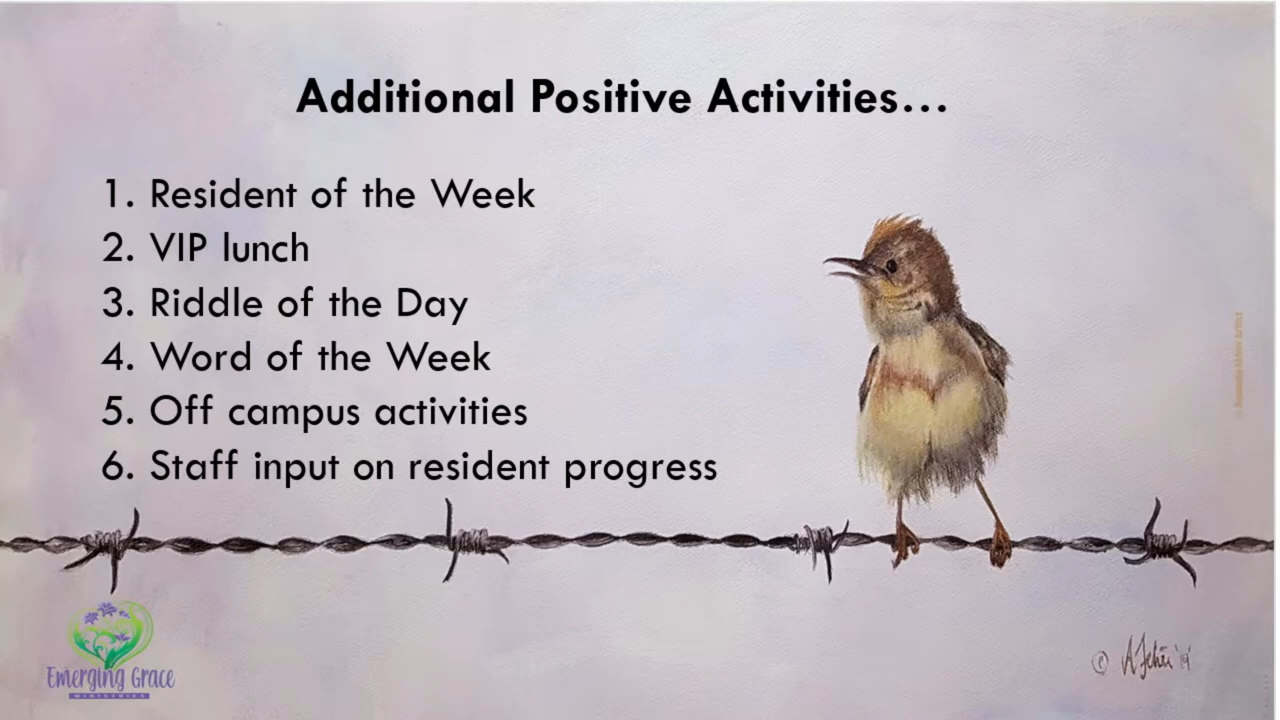 Additional Positive Activities...
1. Resident of the Week
2. VIP lunch
3. Riddle of the Day
4. Word of the Week
5. Off campus activities
6. Staff input on resident progress
Emerging Grace
MINISTRIES
©